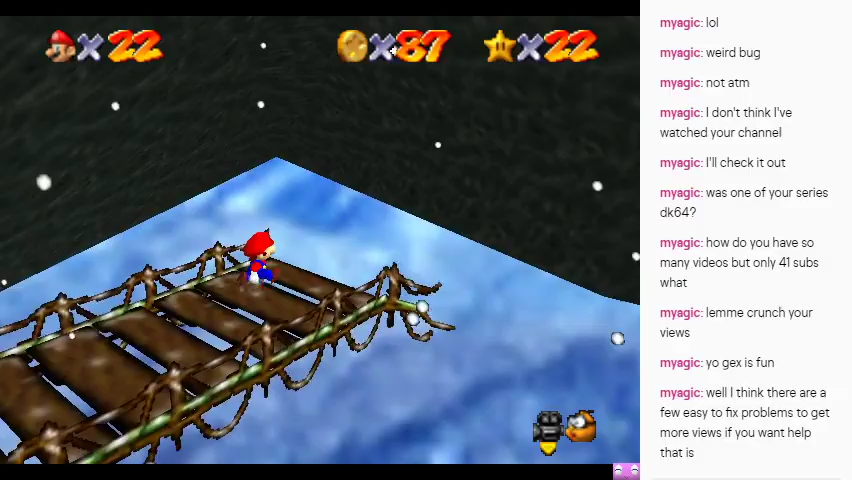 ×22 ×87 ×22
myagic: lol
myagic: weird bug
myagic: not atm
myagic: I don't think I've
watched your channel
myagic: I'll check it out
myagic: was one of your series
dk64?
myagic: how do you have so
many videos but only 41 subs
what
myagic: lemme crunch your
views
myagic: yo gex is fun
myagic: well I think there are a
few easy to fix problems to get
more views if you want help
that is